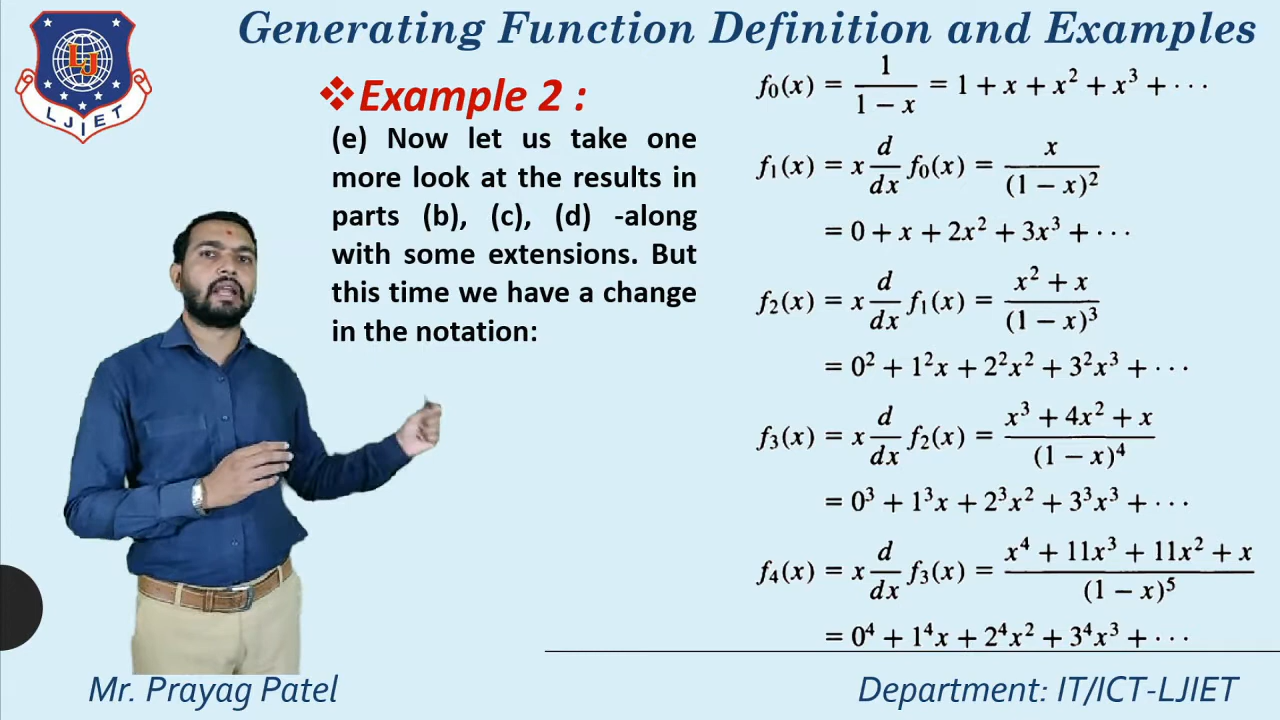 Generating Function Definition and Examples
LJ
LJIET
❖Example 2 :
(e) Now let us take one
more look at the results in
parts (b), (c), (d) -along
with some extensions. But
this time we have a change
in the notation:
f₀(x) = 1/(1 − x) = 1 + x + x² + x³ + ⋯
f₁(x) = x d/dx f₀(x) = x/(1 − x)²
= 0 + x + 2x² + 3x³ + ⋯
f₂(x) = x d/dx f₁(x) = (x² + x)/(1 − x)³
= 0² + 1²x + 2²x² + 3²x³ + ⋯
f₃(x) = x d/dx f₂(x) = (x³ + 4x² + x)/(1 − x)⁴
= 0³ + 1³x + 2³x² + 3³x³ + ⋯
f₄(x) = x d/dx f₃(x) = (x⁴ + 11x³ + 11x² + x)/(1 − x)⁵
= 0⁴ + 1⁴x + 2⁴x² + 3⁴x³ + ⋯
Mr. Prayag Patel
Department: IT/ICT-LJIET